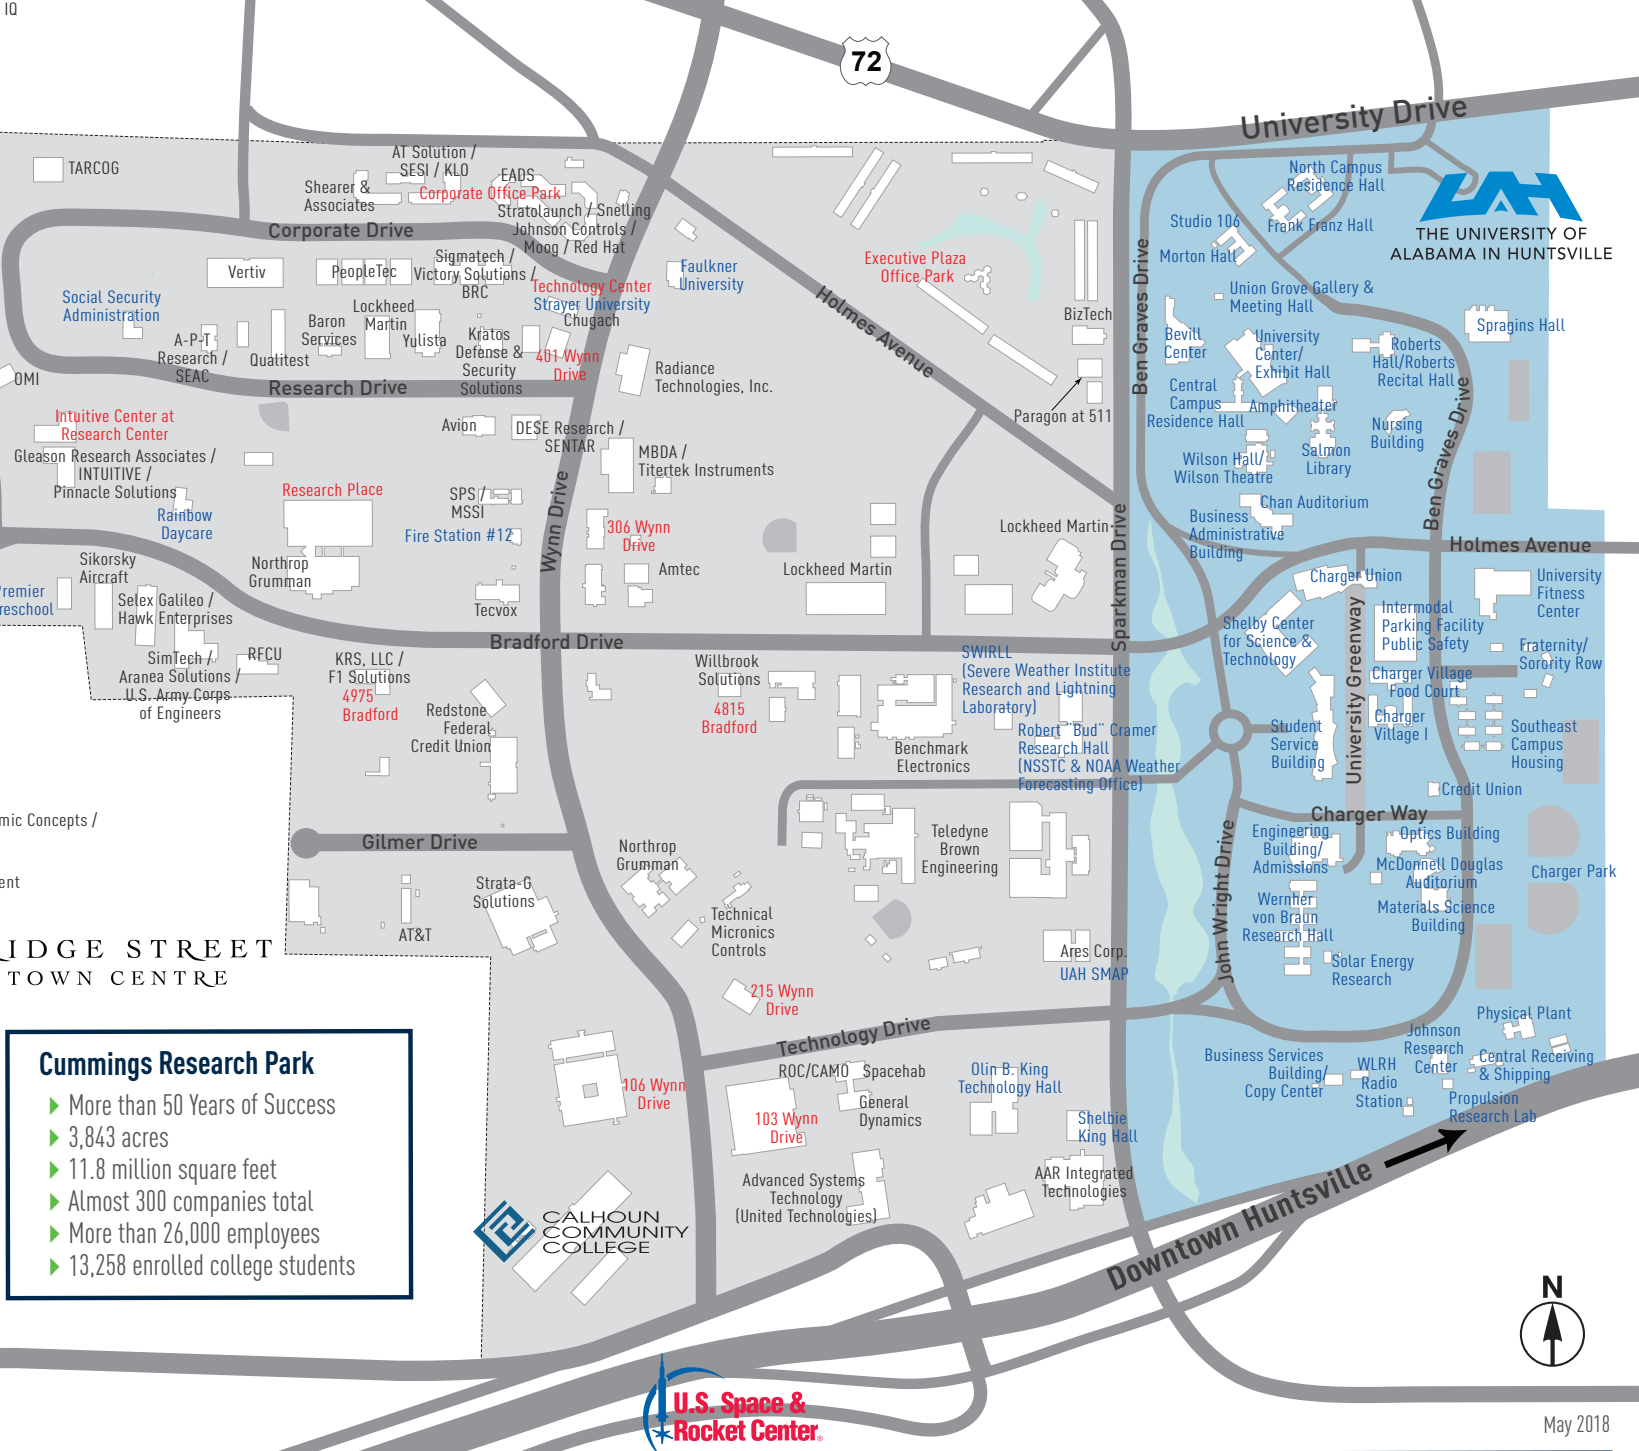 IQ
72
University Drive
TARCOG
AT Solution /
SESI / KLO
EADS
Shearer &
Associates
Corporate Office Park
Stratolaunch / Snelling
Johnson Controls /
Moog / Red Hat
Corporate Drive
Vertiv
PeopleTec
Sigmatech /
Victory Solutions /
BRC
Technology Center
Strayer University
Chugach
Faulkner
University
Social Security
Administration
Lockheed
Martin
Baron
Services
Yulista
Kratos
Defense &
Security
Solutions
401 Wynn
Drive
A-P-T
Research /
SEAC
Qualitest
OMI
Research Drive
Radiance
Technologies, Inc.
Holmes Avenue
Executive Plaza
Office Park
BizTech
Paragon at 511
Intuitive Center at
Research Center
Gleason Research Associates /
INTUITIVE /
Pinnacle Solutions
Rainbow
Daycare
Research Place
Avion
DESE Research /
SENTAR
MBDA /
Titertek Instruments
SPS /
MSSI
Fire Station #12
Wynn Drive
306 Wynn
Drive
Amtec
Lockheed Martin
Lockheed Martin
Sparkman Drive
Sikorsky
Aircraft
Premier
reschool
Selex Galileo /
Hawk Enterprises
Northrop
Grumman
Tecvox
Bradford Drive
SimTech /
Aranea Solutions /
U.S. Army Corps
of Engineers
RFCU
KRS, LLC /
F1 Solutions
4975
Bradford
Redstone
Federal
Credit Union
Willbrook
Solutions
4815
Bradford
Benchmark
Electronics
SWIRLL
(Severe Weather Institute
Research and Lightning
Laboratory)
Robert "Bud" Cramer
Research Hall
(NSSTC & NOAA Weather
Forecasting Office)
mic Concepts /
ent
Gilmer Drive
Northrop
Grumman
Strata-G
Solutions
AT&T
Technical
Micronics
Controls
Teledyne
Brown
Engineering
Ares Corp.
UAH SMAP
215 Wynn
Drive
Technology Drive
RIDGE STREET
TOWN CENTRE
Cummings Research Park
More than 50 Years of Success
3,843 acres
11.8 million square feet
Almost 300 companies total
More than 26,000 employees
13,258 enrolled college students
106 Wynn
Drive
ROC/CAMO
Spacehab
General
Dynamics
103 Wynn
Drive
Olin B. King
Technology Hall
Shelbie
King Hall
AAR Integrated
Technologies
Advanced Systems
Technology
(United Technologies)
CALHOUN
COMMUNITY
COLLEGE
U.S. Space &
Rocket Center®
Downtown Huntsville
UAH
THE UNIVERSITY OF
ALABAMA IN HUNTSVILLE
Ben Graves Drive
North Campus
Residence Hall
Studio 106
Frank Franz Hall
Morton Hall
Union Grove Gallery &
Meeting Hall
Bevill
Center
University
Center/
Exhibit Hall
Roberts
Hall/Roberts
Recital Hall
Spragins Hall
Central
Campus
Residence Hall
Amphitheater
Nursing
Building
Wilson Hall/
Wilson Theatre
Salmon
Library
Ben Graves Drive
Chan Auditorium
Business
Administrative
Building
Holmes Avenue
Charger Union
University
Fitness
Center
Shelby Center
for Science &
Technology
University Greenway
Intermodal
Parking Facility
Public Safety
Fraternity/
Sorority Row
Charger Village
Food Court
Charger
Village I
Student
Service
Building
Southeast
Campus
Housing
Credit Union
Charger Way
John Wright Drive
Engineering
Building/
Admissions
Optics Building
McDonnell Douglas
Auditorium
Charger Park
Wernher
von Braun
Research Hall
Materials Science
Building
Solar Energy
Research
Physical Plant
Johnson
Research
Center
Business Services
Building/
Copy Center
WLRH
Radio
Station
Central Receiving
& Shipping
Propulsion
Research Lab
N
May 2018